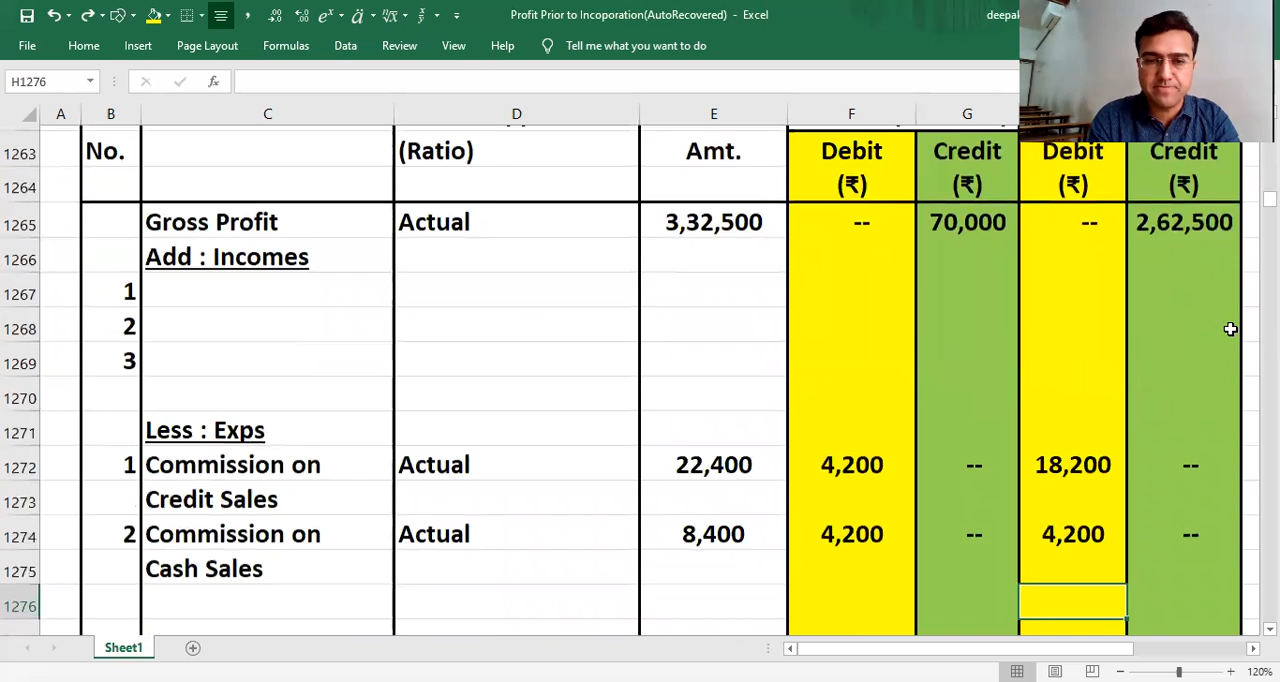 Profit Prior to Incoporation(AutoRecovered) - Excel
deepak
File Home Insert Page Layout Formulas Data Review View Help Tell me what you want to do
H1276 fx
A B C D E F G
1263 No. (Ratio) Amt. Debit Credit Debit Credit
1264 (₹) (₹) (₹) (₹)
1265 Gross Profit Actual 3,32,500 -- 70,000 -- 2,62,500
1266 Add : Incomes
1267 1
1268 2
1269 3
1270
1271 Less : Exps
1272 1 Commission on Actual 22,400 4,200 -- 18,200 --
1273 Credit Sales
1274 2 Commission on Actual 8,400 4,200 -- 4,200 --
1275 Cash Sales
1276
Sheet1
120%